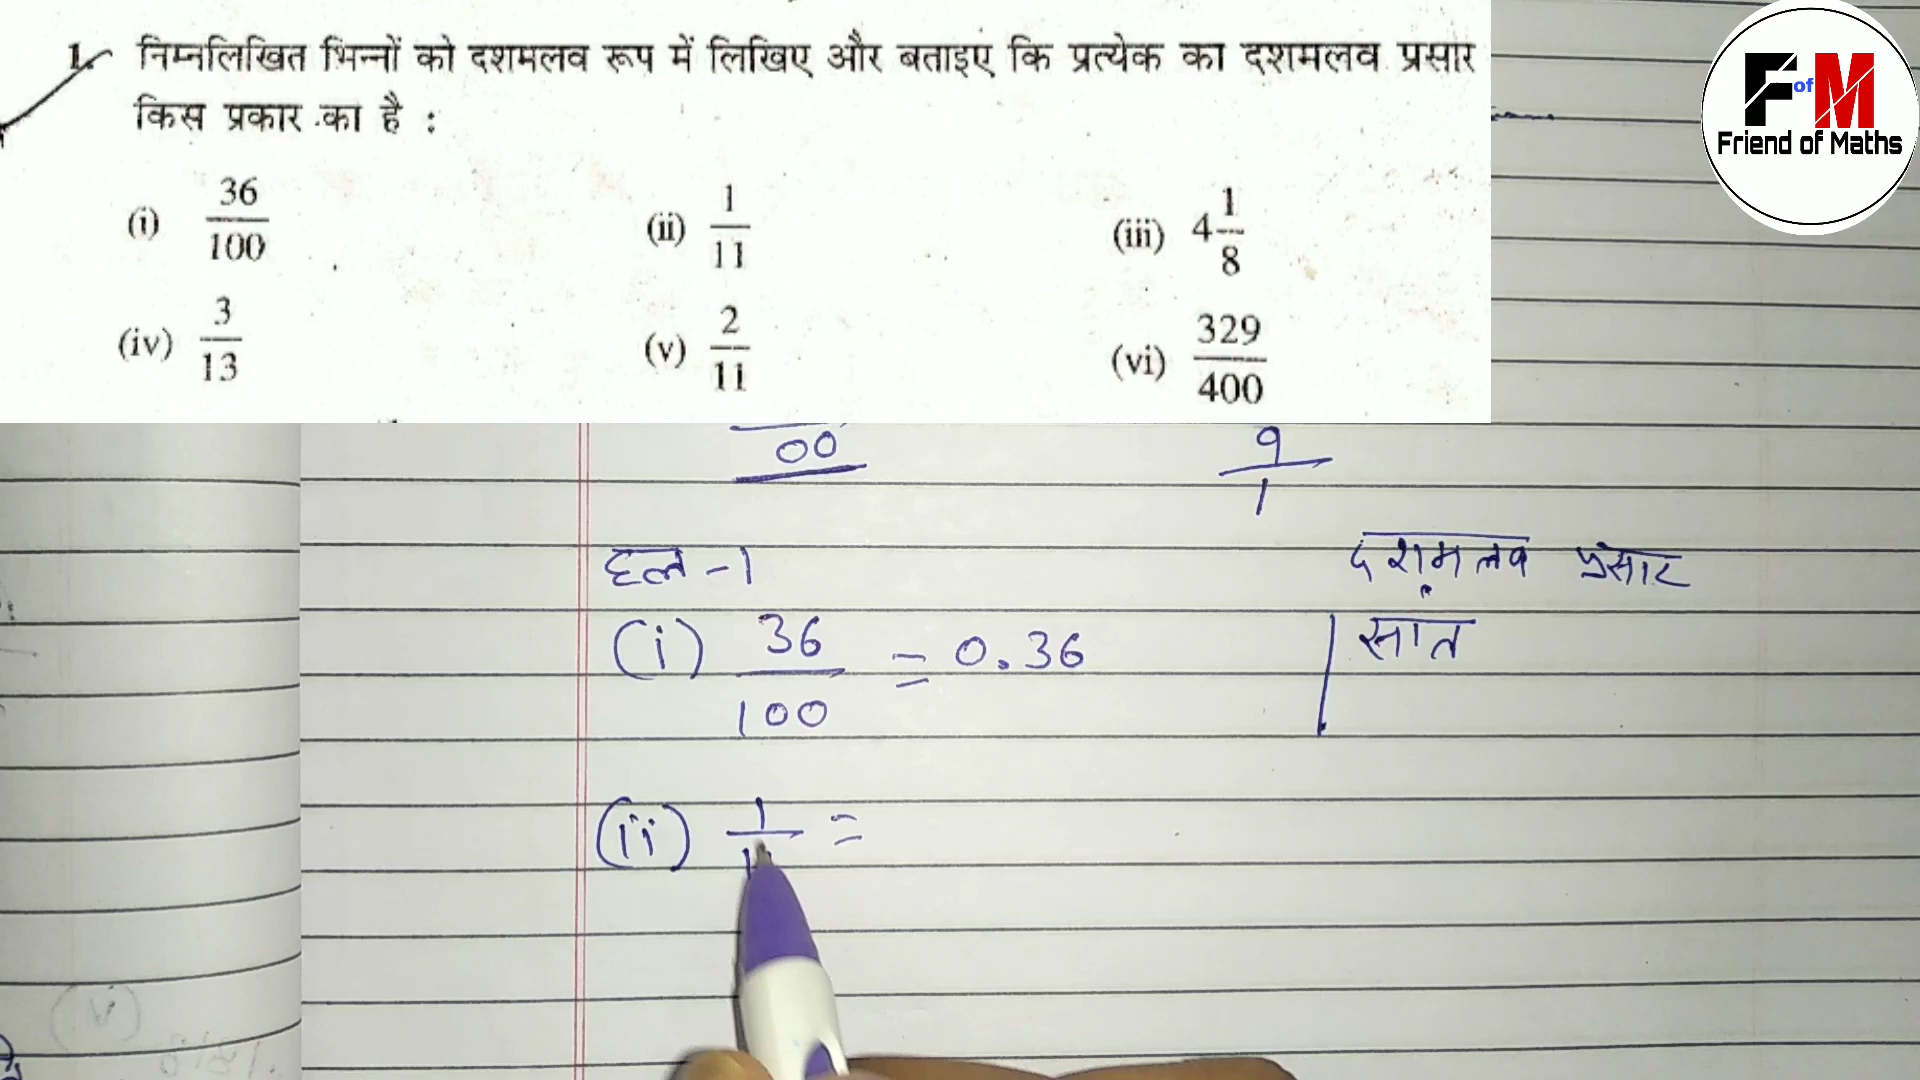 1. निम्नलिखित भिन्नों को दशमलव रूप में लिखिए और बताइए कि प्रत्येक का दशमलव प्रसार
किस प्रकार का है :
(i) 36/100 (ii) 1/11 (iii) 4 1/8
(iv) 3/13 (v) 2/11 (vi) 329/400
F of M
Friend of Maths
00 9
1
हल - 1 दशमलव प्रसार
(i) 36/100 = 0.36 सांत
(ii) 1/11 =